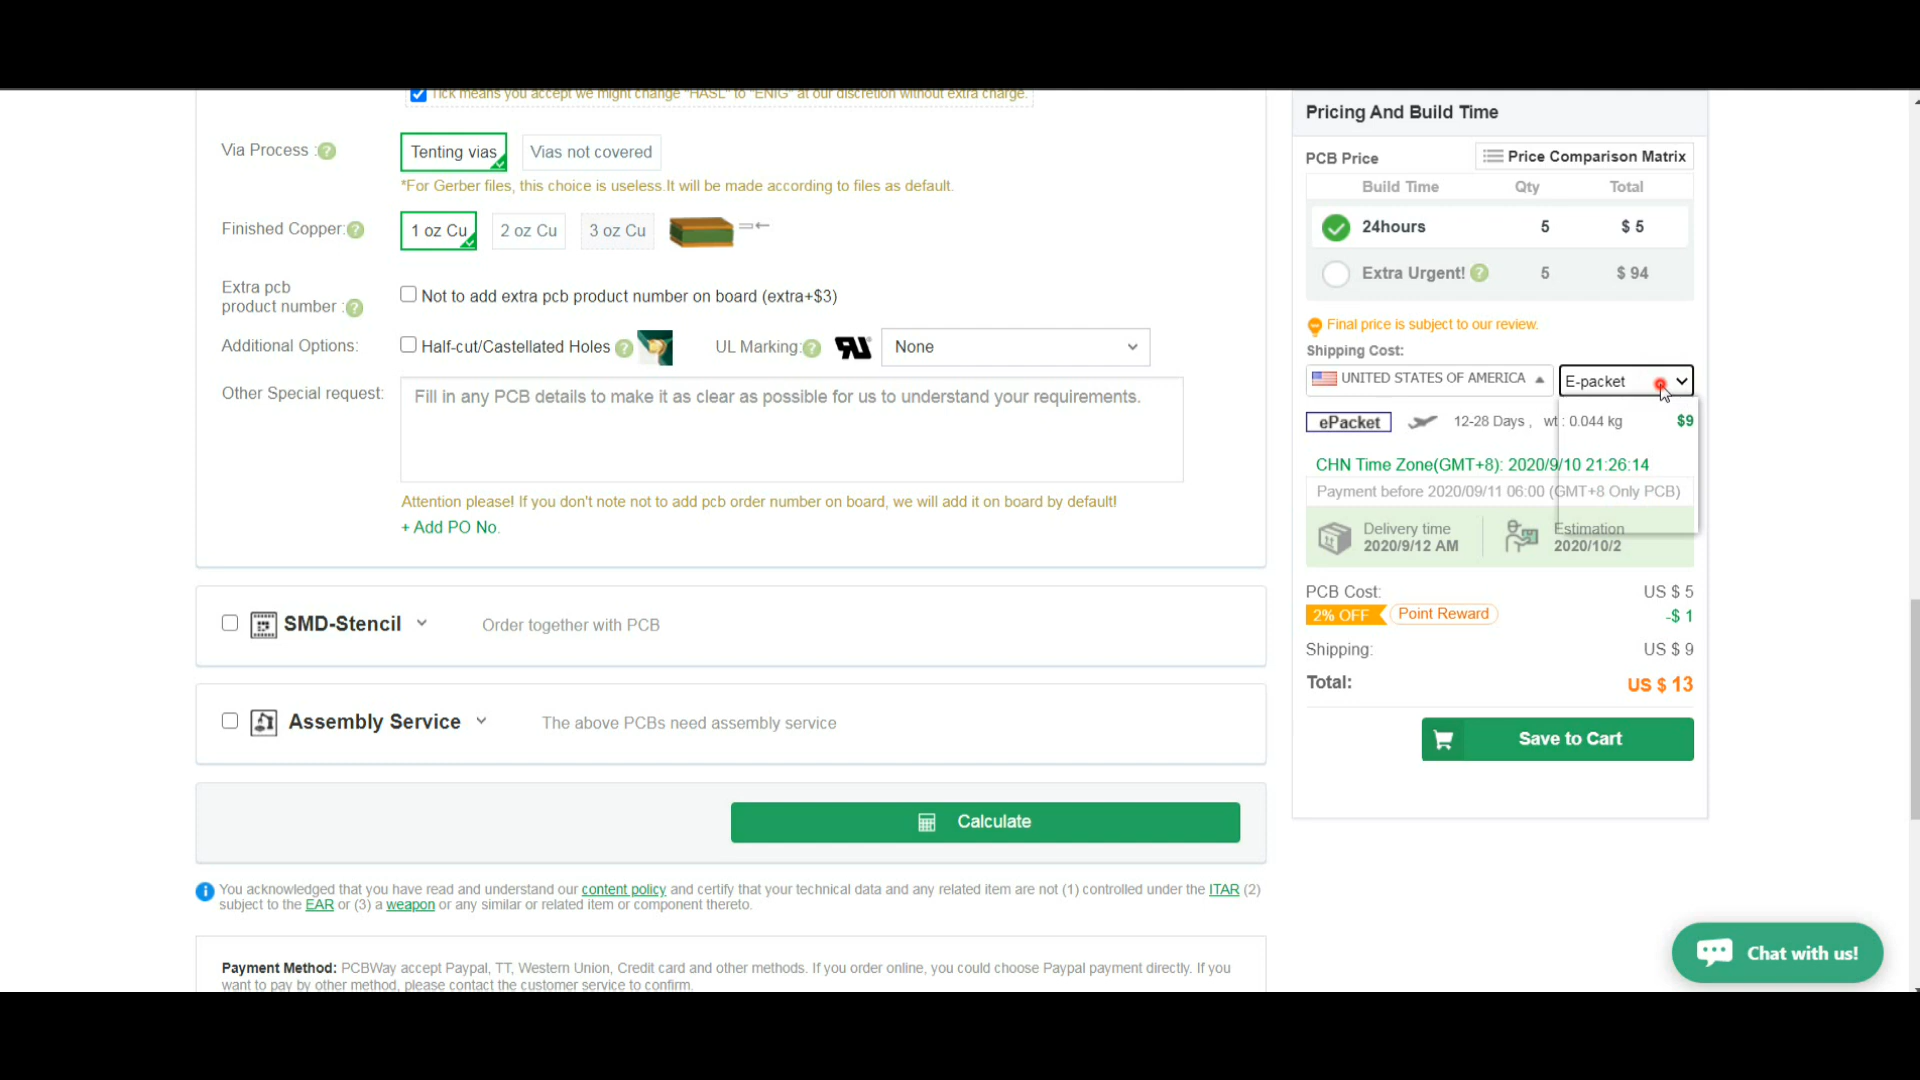 Tick means you accept we might change "HASL" to "ENIG" at our discretion without extra charge.
Via Process :?
Tenting vias
Vias not covered
*For Gerber files, this choice is useless.It will be made according to files as default.
Finished Copper:?
1 oz Cu
2 oz Cu
3 oz Cu
Extra pcb
product number :?
Not to add extra pcb product number on board (extra+$3)
Additional Options:
Half-cut/Castellated Holes ?
UL Marking:?
None
Other Special request:
Fill in any PCB details to make it as clear as possible for us to understand your requirements.
Attention please! If you don't note not to add pcb order number on board, we will add it on board by default!
+ Add PO No.
SMD-Stencil
Order together with PCB
Assembly Service
The above PCBs need assembly service
Calculate
You acknowledged that you have read and understand our content policy and certify that your technical data and any related item are not (1) controlled under the ITAR (2)
subject to the EAR or (3) a weapon or any similar or related item or component thereto.
Payment Method: PCBWay accept Paypal, TT, Western Union, Credit card and other methods. If you order online, you could choose Paypal payment directly. If you
want to pay by other method, please contact the customer service to confirm.
Pricing And Build Time
PCB Price
Price Comparison Matrix
Build Time Qty Total
24hours 5 $ 5
Extra Urgent! ? 5 $ 94
Final price is subject to our review.
Shipping Cost:
UNITED STATES OF AMERICA
E-packet
ePacket 12-28 Days , wt : 0.044 kg $9
CHN Time Zone(GMT+8): 2020/9/10 21:26:14
Payment before 2020/09/11 06:00 (GMT+8 Only PCB)
Delivery time
2020/9/12 AM
Estimation
2020/10/2
PCB Cost: US $ 5
2% OFF Point Reward -$ 1
Shipping: US $ 9
Total: US $ 13
Save to Cart
Chat with us!